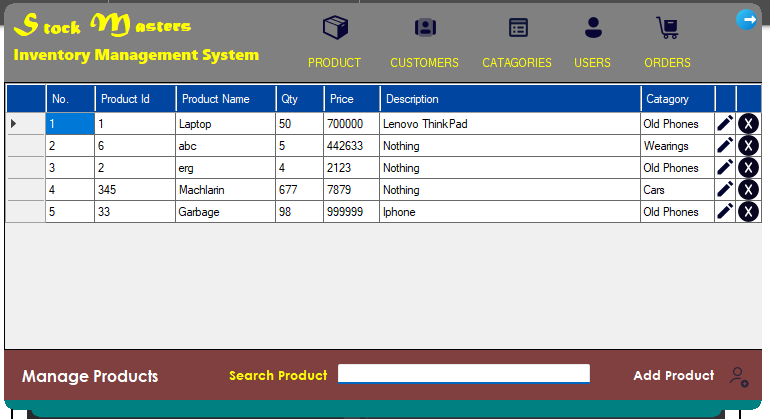 Stock Masters
Inventory Management System
PRODUCT CUSTOMERS CATAGORIES USERS ORDERS
No. Product Id Product Name Qty Price Description Catagory
1 1 Laptop 50 700000 Lenovo ThinkPad Old Phones X
2 6 abc 5 442633 Nothing Wearings X
3 2 erg 4 2123 Nothing Old Phones X
4 345 Machlarin 677 7879 Nothing Cars X
5 33 Garbage 98 999999 Iphone Old Phones X
Manage Products Search Product Add Product